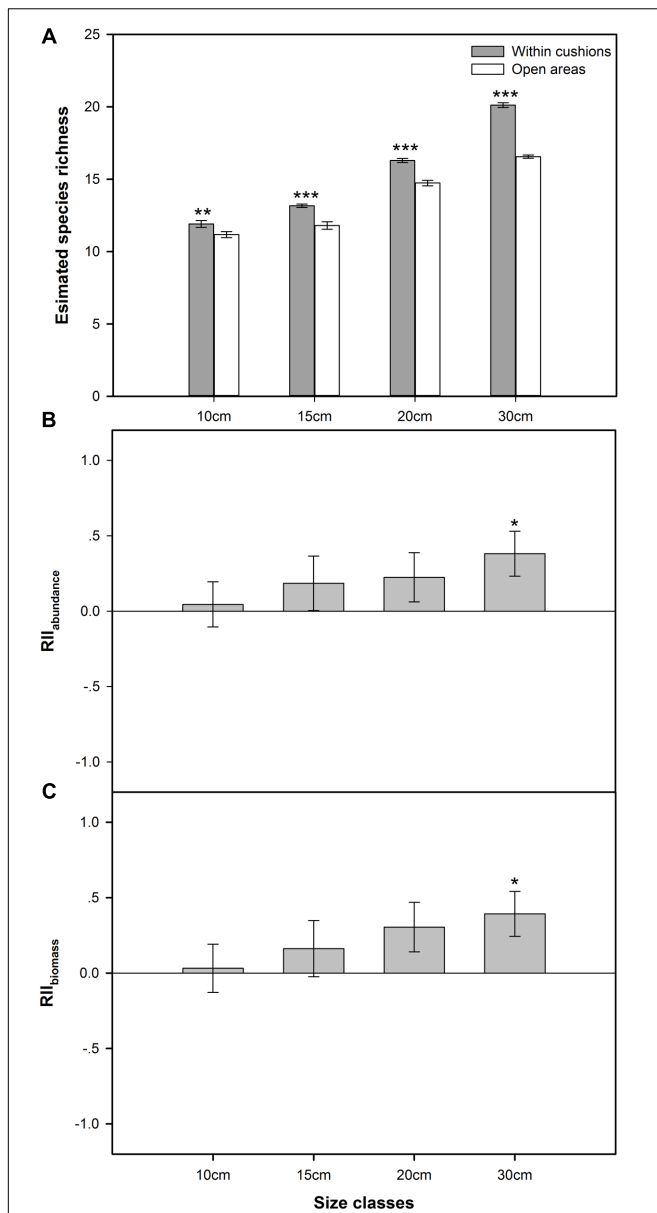 A
25
20
15
10
5
0
Esimated species richness
Within cushions
Open areas
**
***
***
***
10cm 15cm 20cm 30cm
B
1.0
.5
0.0
-.5
-1.0
RIIabundance
*
C
1.0
.5
0.0
-.5
-1.0
RIIbiomass
*
10cm 15cm 20cm 30cm
Size classes